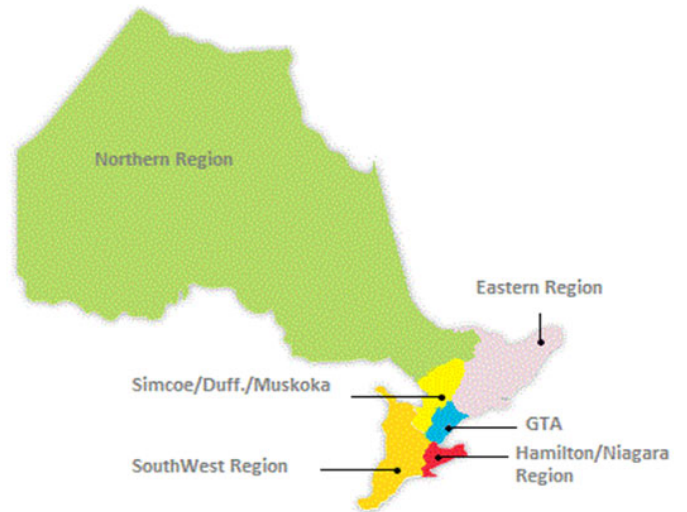 Northern Region
Eastern Region
Simcoe/Duff./Muskoka
GTA
SouthWest Region
Hamilton/Niagara
Region